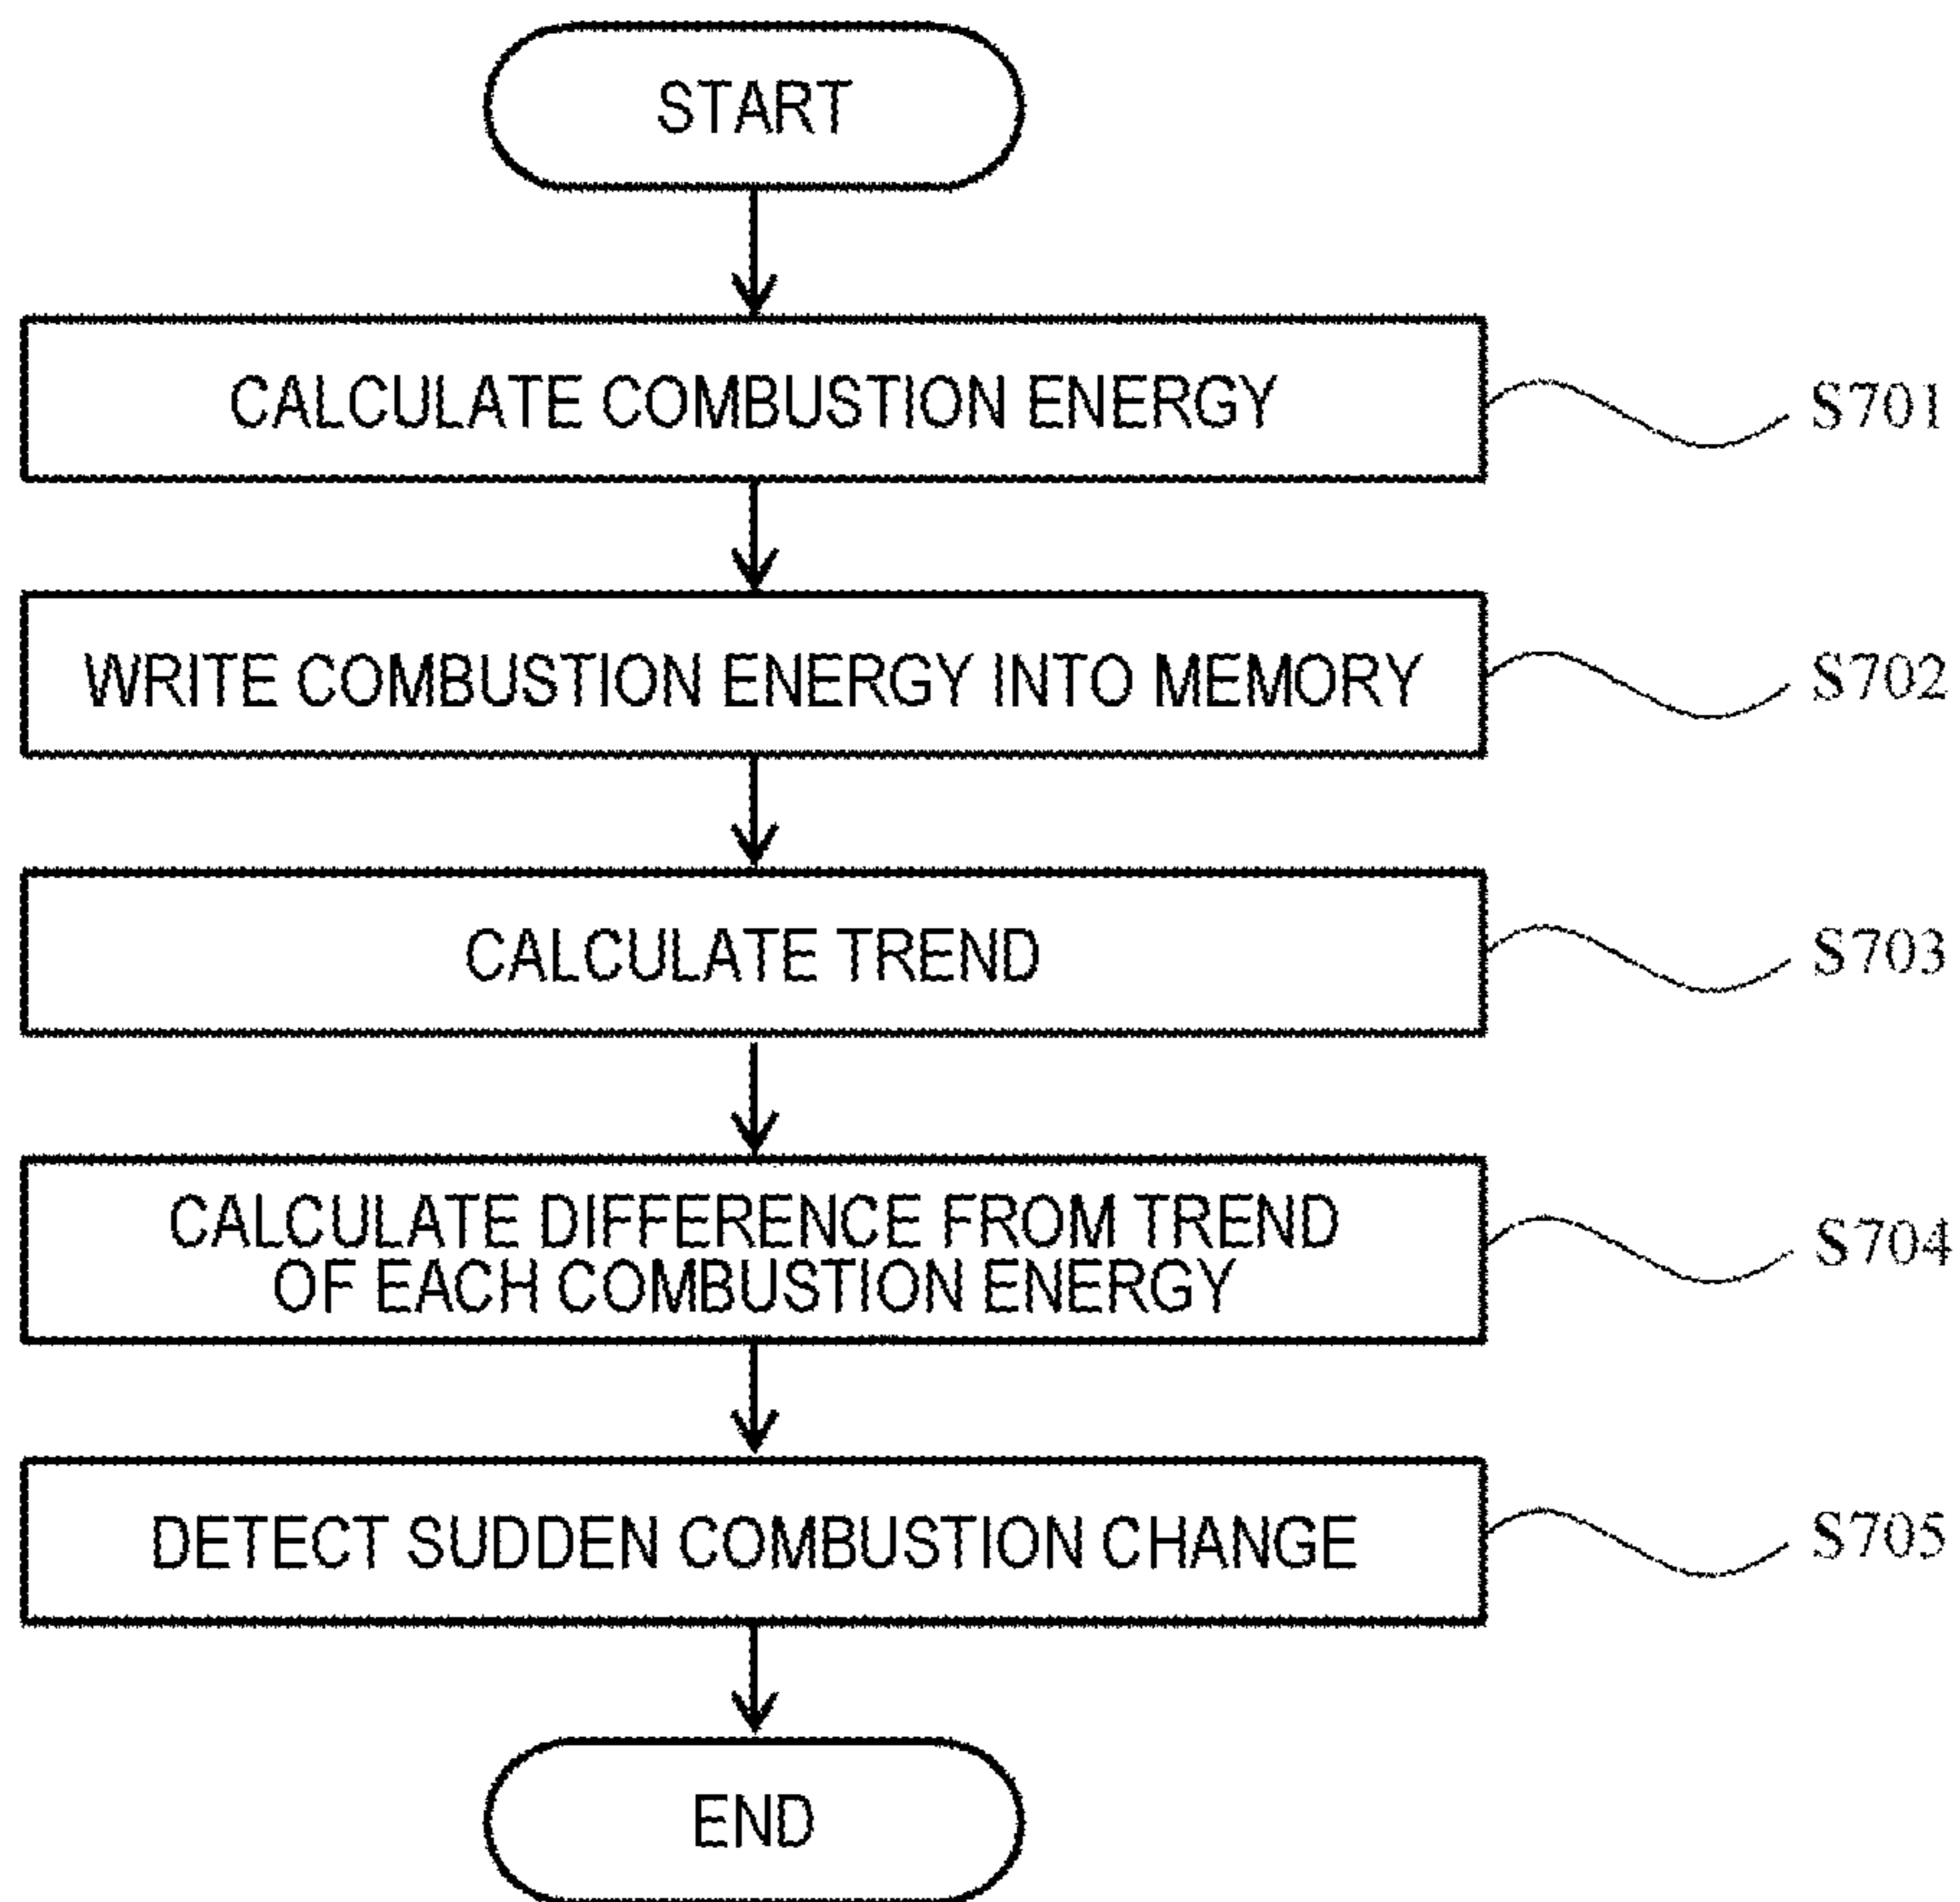 START
CALCULATE COMBUSTION ENERGY
S701
WRITE COMBUSTION ENERGY INTO MEMORY
S702
CALCULATE TREND
S703
CALCULATE DIFFERENCE FROM TREND
OF EACH COMBUSTION ENERGY
S704
DETECT SUDDEN COMBUSTION CHANGE
S705
END